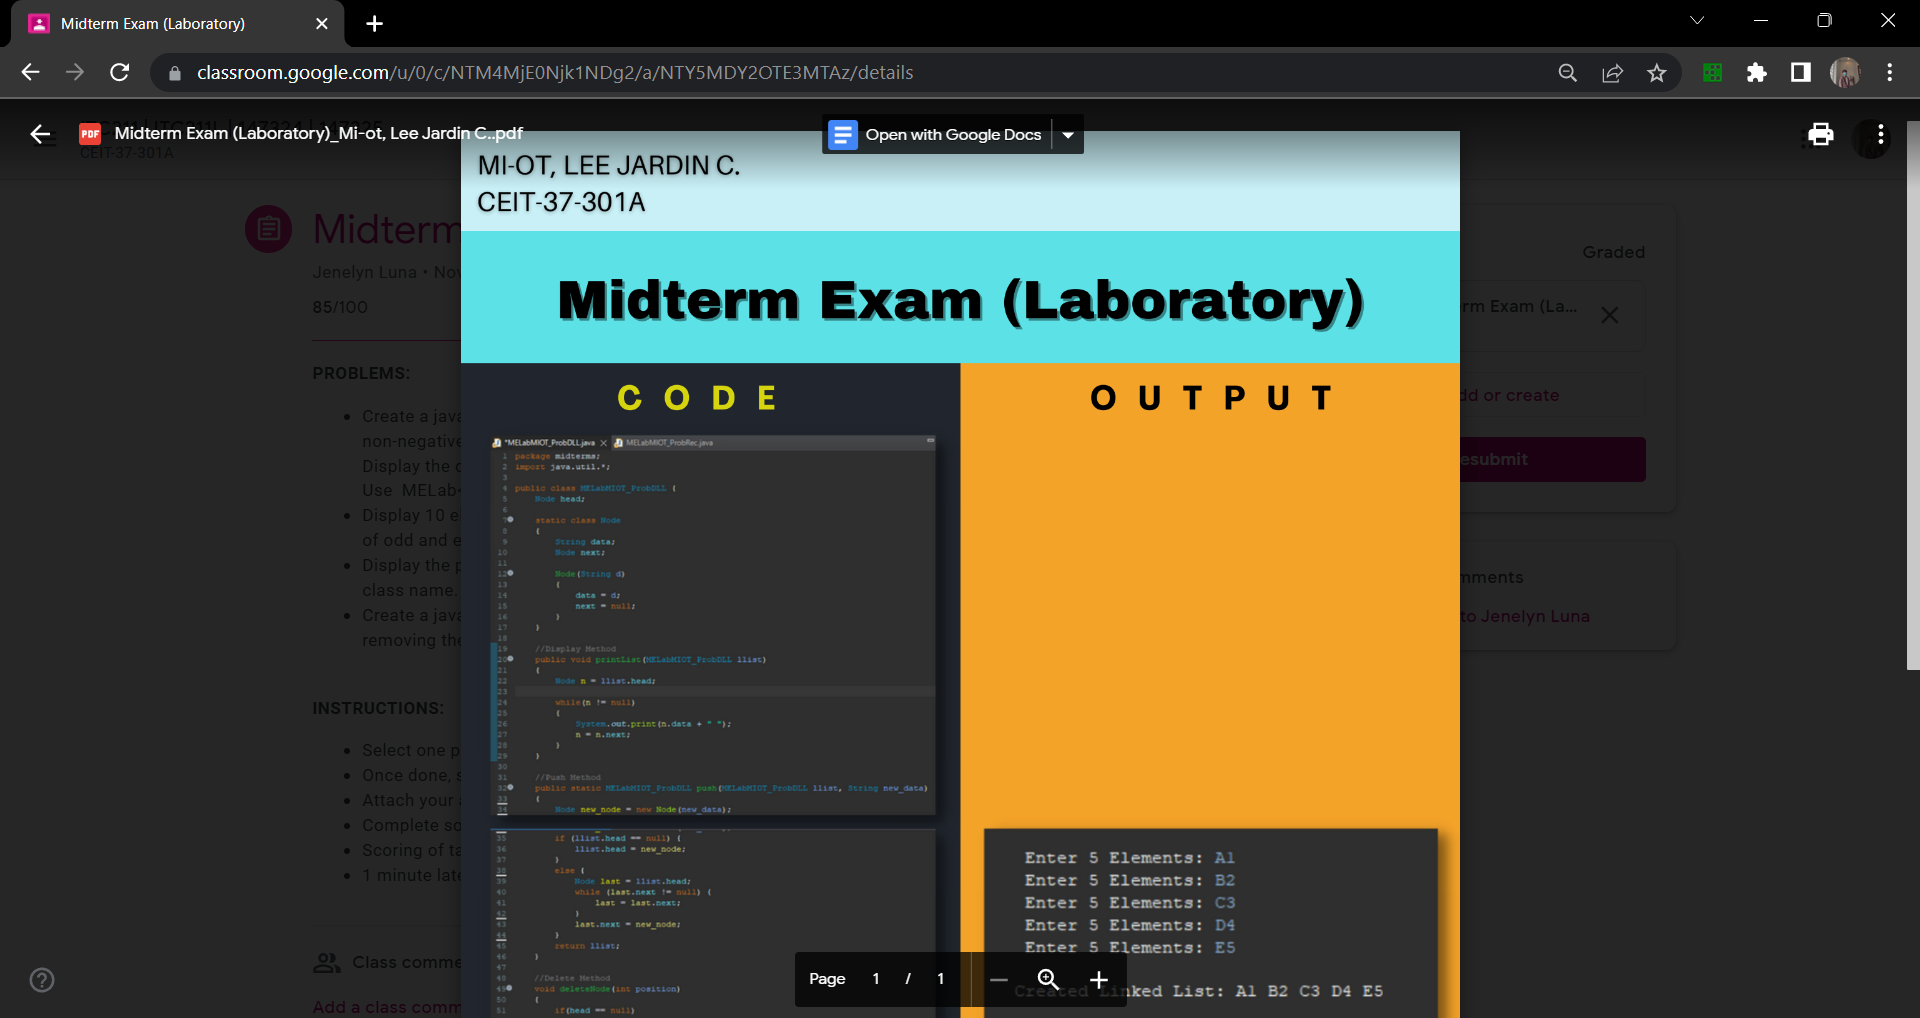 Midterm Exam (Laboratory)
classroom.google.com/u/0/c/NTM4MjE0Njk1NDg2/a/NTY5MDY2OTE3MTAz/details
PDF Midterm Exam (Laboratory)_Mi-ot, Lee Jardin C..pdf
Open with Google Docs
CEIT-37-301A
Midterm
Jenelyn Luna • Nov
85/100
PROBLEMS:
• Create a java
non-negative
Display the
Use MELab
• Display 10 e
of odd and e
• Display the p
class name.
• Create a java
removing the
INSTRUCTIONS:
• Select one p
• Once done, s
• Attach your
• Complete so
• Scoring of ta
• 1 minute late
Class comme
Add a class comm
MI-OT, LEE JARDIN C.
CEIT-37-301A
Midterm Exam (Laboratory)
CODE
*MELabMIOT_ProbDLL.java
MELabMIOT_ProbRec.java
1 package midterms;
2 import java.util.*;
3
4 public class MELabMIOT_ProbDLL {
5 Node head;
6
7 static class Node
8 {
9 String data;
10 Node next;
11
12 Node(String d)
13 {
14 data = d;
15 next = null;
16 }
17 }
18
19 //Display Method
20 public void printList(MELabMIOT_ProbDLL llist)
21 {
22 Node n = llist.head;
23
24 while(n != null)
25 {
26 System.out.print(n.data + " ");
27 n = n.next;
28 }
29 }
30
31 //Push Method
32 public static MELabMIOT_ProbDLL push(MELabMIOT_ProbDLL llist, String new_data)
33 {
34 Node new_node = new Node(new_data);
35 if (llist.head == null) {
36 llist.head = new_node;
37 }
38 else {
39 Node last = llist.head;
40 while (last.next != null) {
41 last = last.next;
42 }
43 last.next = new_node;
44 }
45 return llist;
46 }
47
48 //Delete Method
49 void deleteNode(int position)
50 {
51 if(head == null)
OUTPUT
Enter 5 Elements: A1
Enter 5 Elements: B2
Enter 5 Elements: C3
Enter 5 Elements: D4
Enter 5 Elements: E5
Created Linked List: A1 B2 C3 D4 E5
Page 1 / 1
Graded
rm Exam (La...
dd or create
esubmit
mments
to Jenelyn Luna